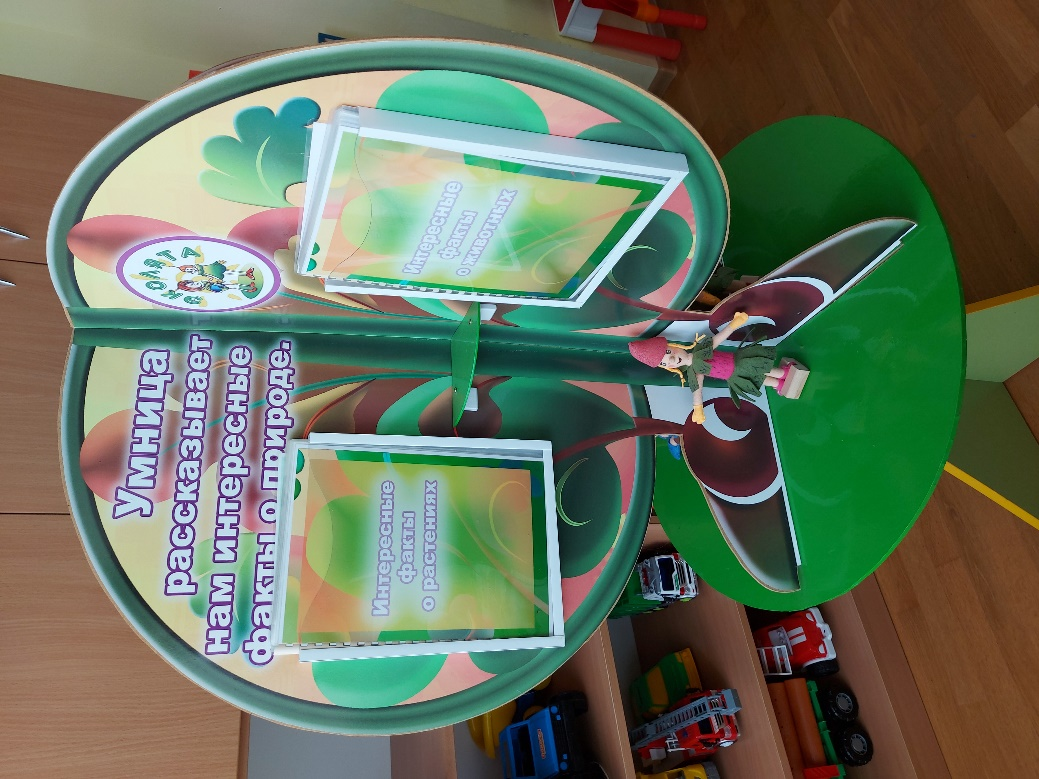 Умница
рассказывает
нам интересные
факты о природе.
Интересные
факты
о растениях
Интересные
факты
о животных